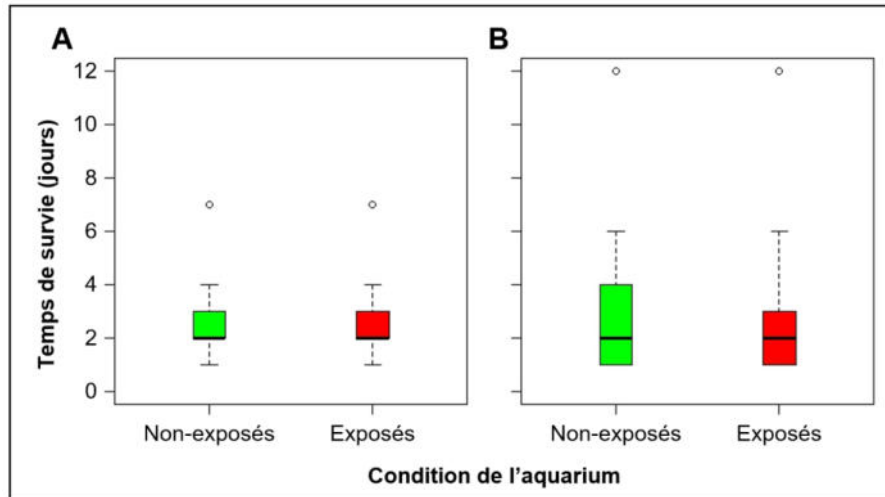 A
B
12
10
8
6
4
2
0
Temps de survie (jours)
Non-exposés
Exposés
Non-exposés
Exposés
Condition de l’aquarium